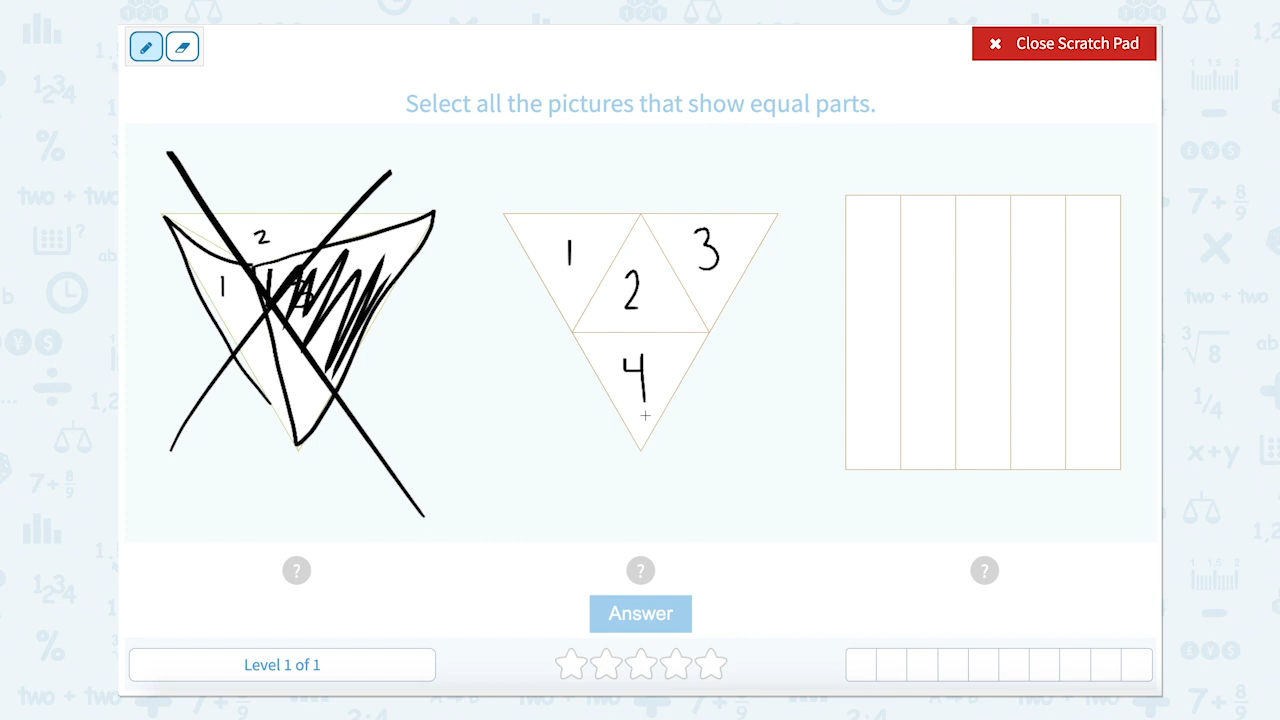 Close Scratch Pad
Select all the pictures that show equal parts.
2
1
3
1
3
2
4
?
?
?
Answer
Level 1 of 1